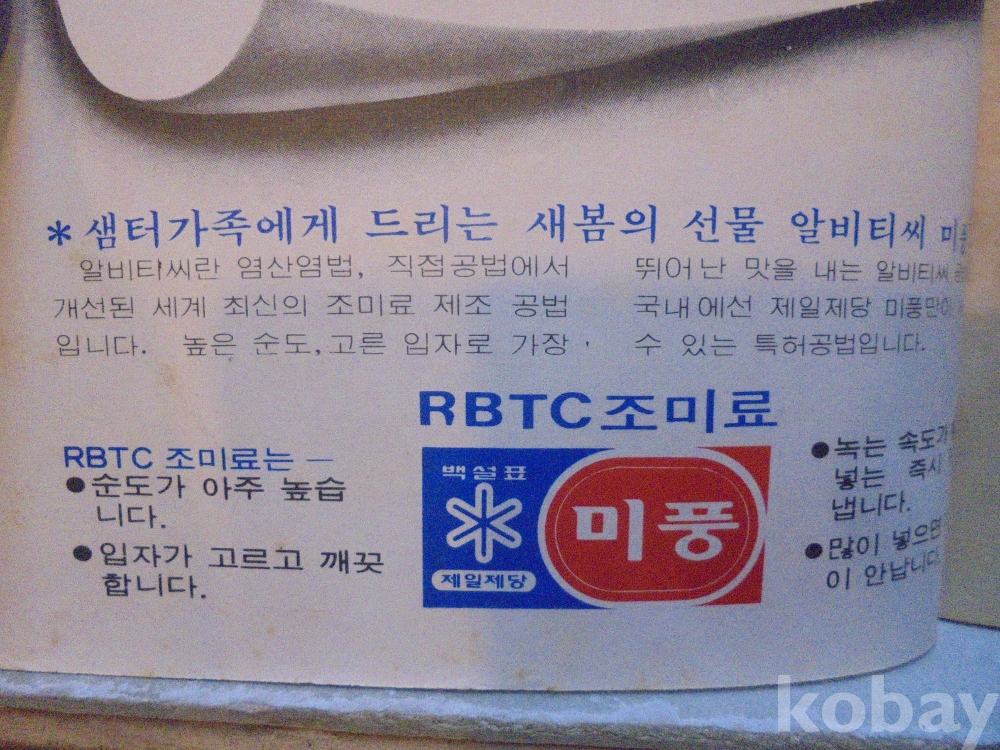 *샘터가족에게 드리는 새봄의 선물 알비티씨
알비티씨란 염산염법, 직접공법에서
개선된 세계 최신의 조미료 제조 공법
입니다. 높은 순도, 고른 입자로 가장
뛰어난 맛을 내는 알비티씨
국내에선 제일제당 미풍만이
수 있는 특허공법입니다.
RBTC조미료
RBTC 조미료는 —
●순도가 아주 높습
니다.
●입자가 고르고 깨끗
합니다.
백설표
미풍
제일제당
●녹는 속도가
넣는 즉시
냅니다.
●많이 넣으면
이 안납니다.
kobay